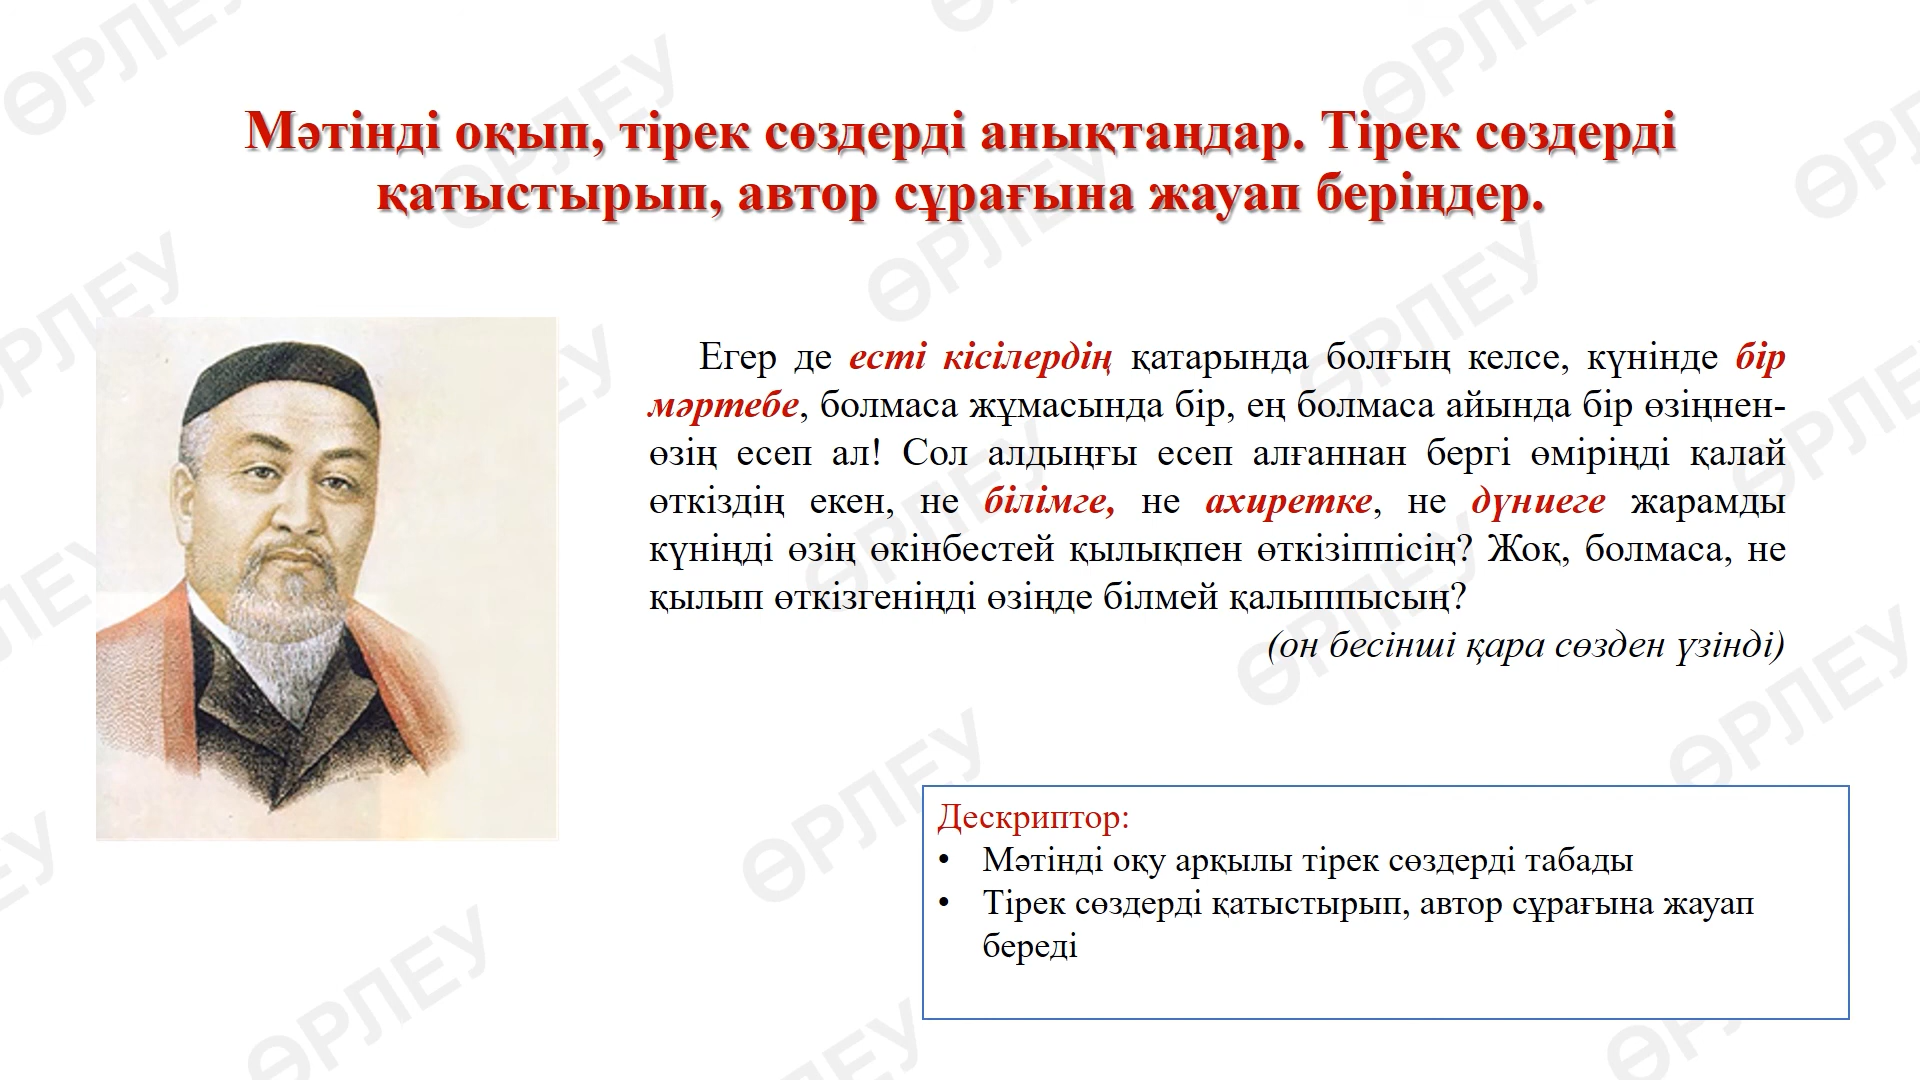 Мәтінді оқып, тірек сөздерді анықтаңдар. Тірек сөздерді
қатыстырып, автор сұрағына жауап беріңдер.
Егер де есті кісілердің қатарында болғың келсе, күнінде бір
мәртебе, болмаса жұмасында бір, ең болмаса айында бір өзіңнен-
өзің есеп ал! Сол алдыңғы есеп алғаннан бергі өміріңді қалай
өткіздің екен, не білімге, не ахиретке, не дүниеге жарамды
күніңді өзің өкінбестей қылықпен өткізіппісің? Жоқ, болмаса, не
қылып өткізгеніңді өзіңде білмей қалыппысың?
(он бесінші қара сөзден үзінді)
Дескриптор:
• Мәтінді оқу арқылы тірек сөздерді табады
• Тірек сөздерді қатыстырып, автор сұрағына жауап
береді
ӨРЛЕУ